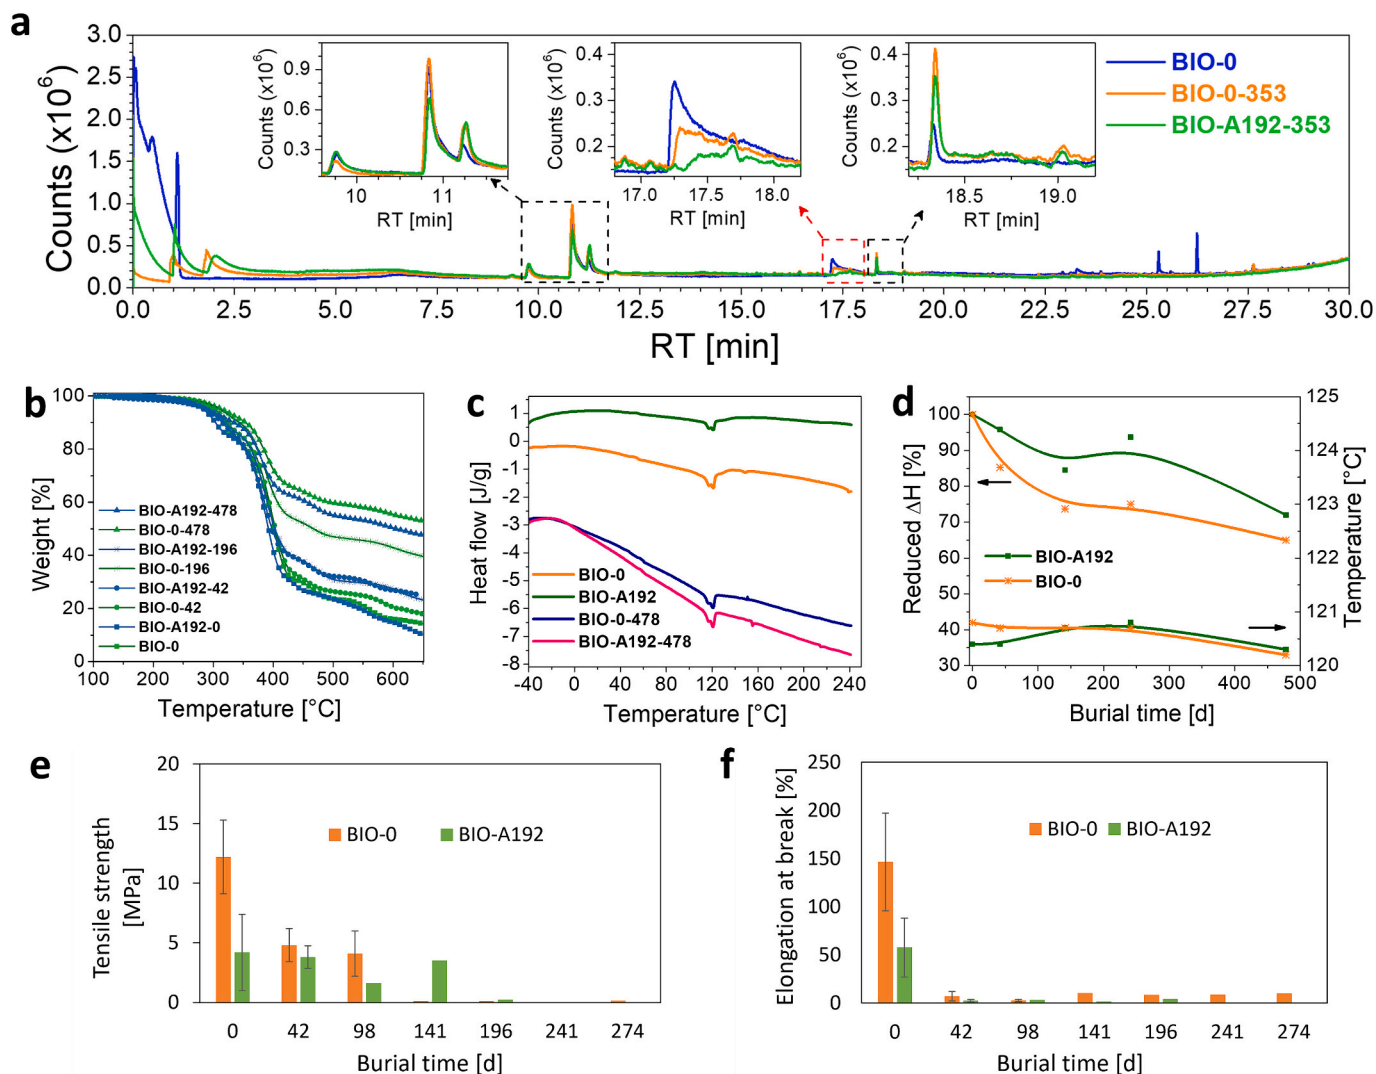 a
Counts (x10⁶)
3.0
2.5
2.0
1.5
1.0
0.5
0.0
0.0 2.5 5.0 7.5 10.0 12.5 15.0 17.5 20.0 22.5 25.0 27.5 30.0
RT [min]
Counts (x10⁶)
0.9
0.6
0.3
10 11
RT [min]
Counts (x10⁶)
0.4
0.3
0.2
17.0 17.5 18.0
RT [min]
Counts (x10⁶)
0.4
0.3
0.2
18.5 19.0
RT [min]
BIO-0
BIO-0-353
BIO-A192-353
b
Weight [%]
100
80
60
40
20
0
BIO-A192-478
BIO-0-478
BIO-A192-196
BIO-0-196
BIO-A192-42
BIO-0-42
BIO-A192-0
BIO-0
100 200 300 400 500 600
Temperature [°C]
c
Heat flow [J/g]
1
0
-1
-2
-3
-4
-5
-6
-7
-8
BIO-0
BIO-A192
BIO-0-478
BIO-A192-478
-40 0 40 80 120 160 200 240
Temperature [°C]
d
Reduced ΔH [%]
100
90
80
70
60
50
40
30
BIO-A192
BIO-0
125
124
123
122
121
120
Temperature [°C]
0 100 200 300 400 500
Burial time [d]
e
Tensile strength
[MPa]
20
15
10
5
0
BIO-0 BIO-A192
0 42 98 141 196 241 274
Burial time [d]
f
Elongation at break [%]
250
200
150
100
50
0
BIO-0 BIO-A192
0 42 98 141 196 241 274
Burial time [d]